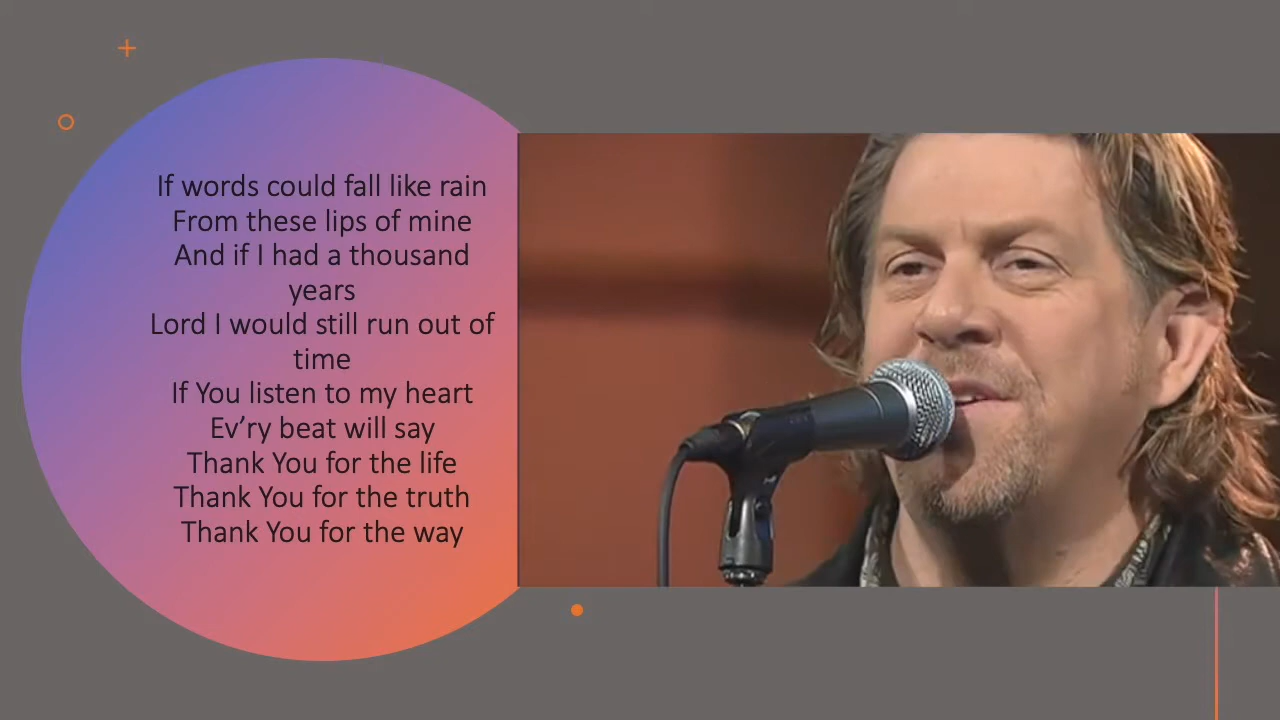 If words could fall like rain
From these lips of mine
And if I had a thousand
years
Lord I would still run out of
time
If You listen to my heart
Ev’ry beat will say
Thank You for the life
Thank You for the truth
Thank You for the way